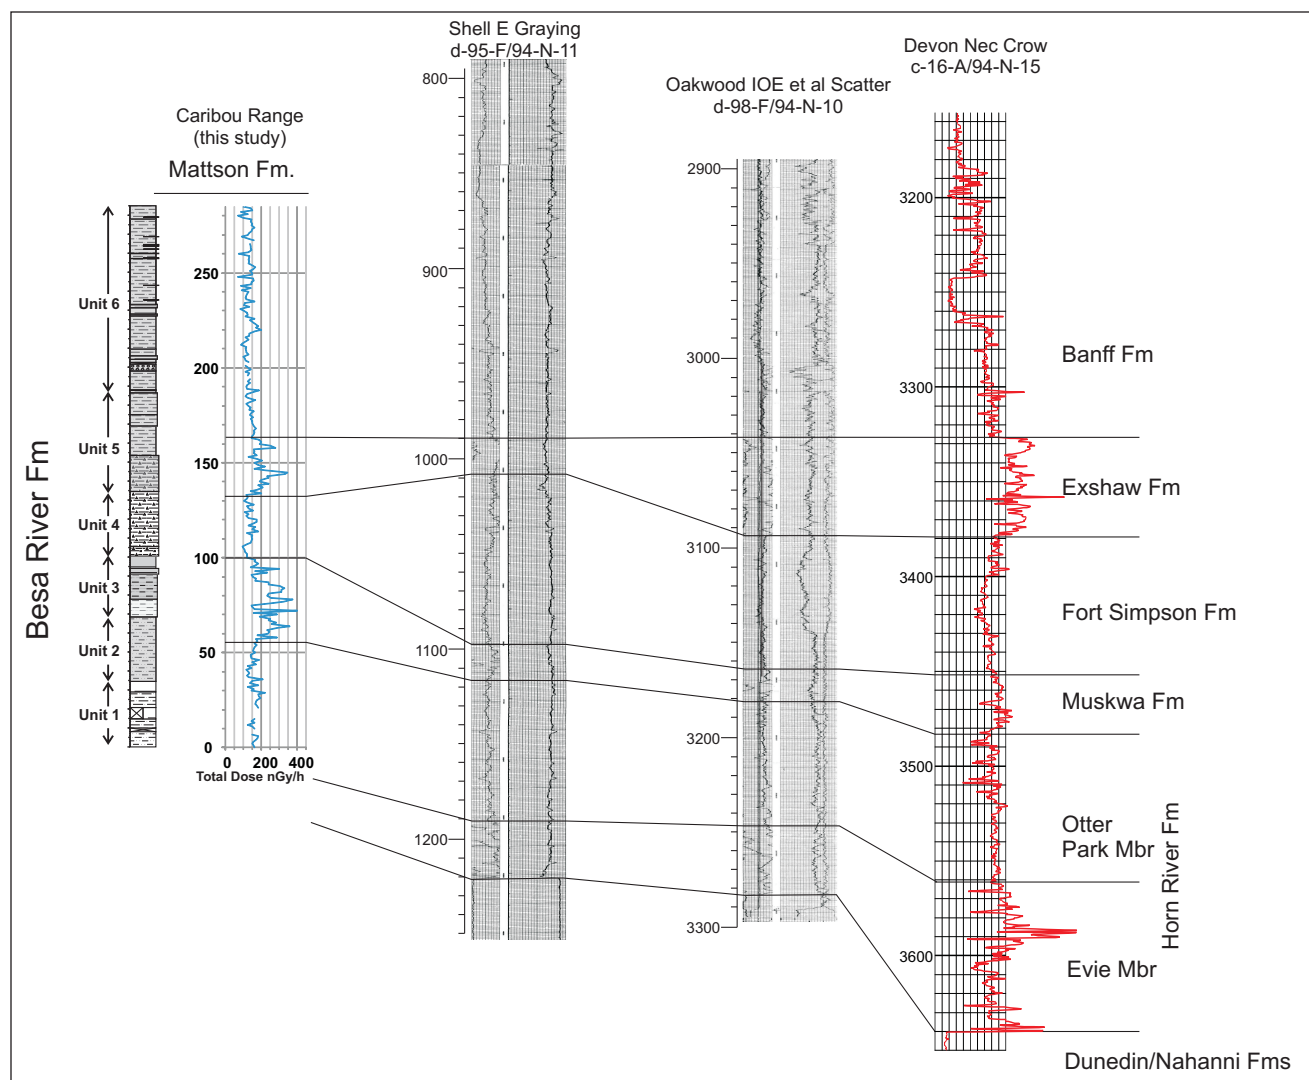 Shell E Graying
d-95-F/94-N-11
Devon Nec Crow
c-16-A/94-N-15
Oakwood IOE et al Scatter
d-98-F/94-N-10
Caribou Range
(this study)
Mattson Fm.
Besa River Fm
Unit 6
Unit 5
Unit 4
Unit 3
Unit 2
Unit 1
250
200
150
100
50
0
0 200 400
Total Dose nGy/h
800
900
1000
1100
1200
2900
3000
3100
3200
3300
3200
3300
3400
3500
3600
Banff Fm
Exshaw Fm
Fort Simpson Fm
Muskwa Fm
Otter
Park Mbr
Horn River Fm
Evie Mbr
Dunedin/Nahanni Fms